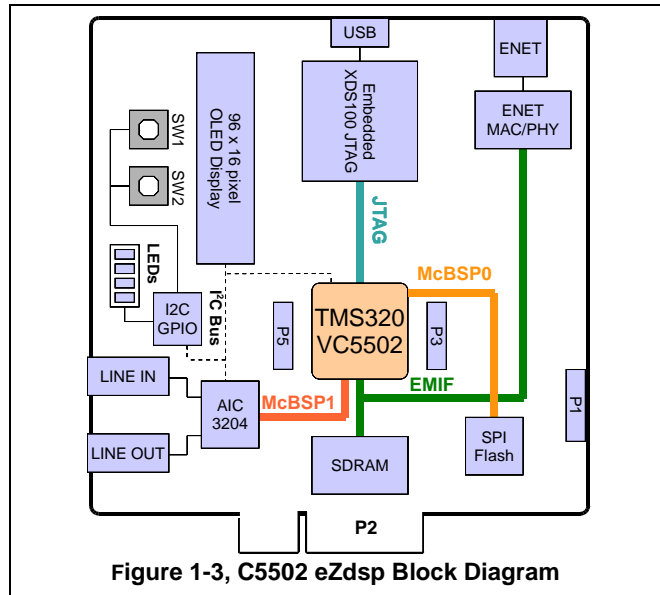 USB
ENET
Embedded
XDS100 JTAG
ENET
MAC/PHY
96 x 16 pixel
OLED Display
SW1
SW2
JTAG
McBSP0
LEDs
I2C
GPIO
I²C Bus
P5
TMS320
VC5502
P3
EMIF
P1
LINE IN
AIC
3204
McBSP1
LINE OUT
SDRAM
SPI
Flash
P2
Figure 1-3, C5502 eZdsp Block Diagram